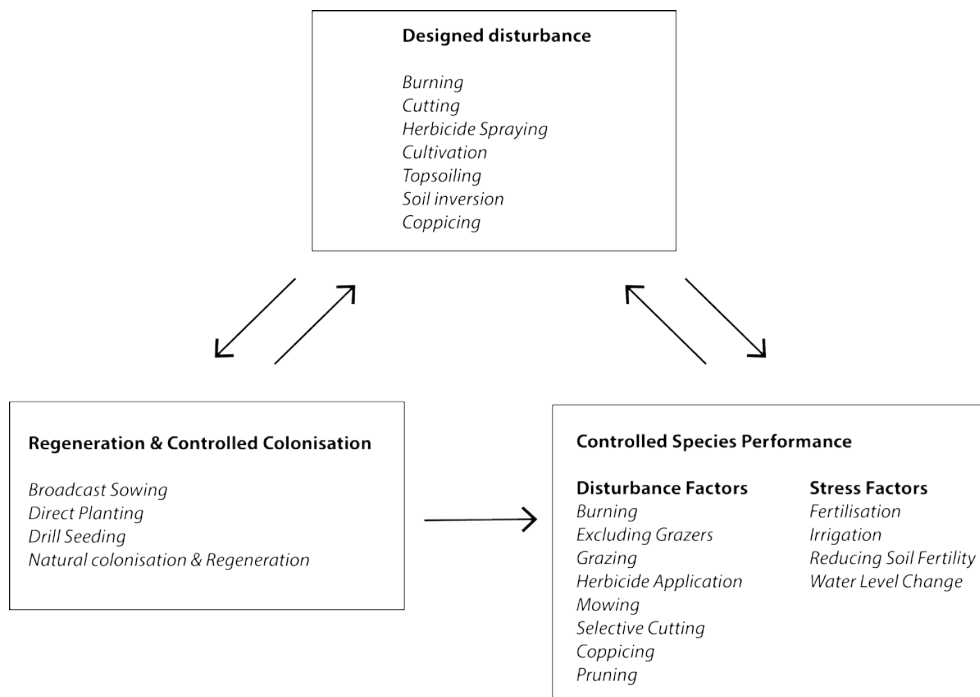 Designed disturbance
Burning
Cutting
Herbicide Spraying
Cultivation
Topsoiling
Soil inversion
Coppicing
Regeneration & Controlled Colonisation
Broadcast Sowing
Direct Planting
Drill Seeding
Natural colonisation & Regeneration
Controlled Species Performance
Disturbance Factors
Burning
Excluding Grazers
Grazing
Herbicide Application
Mowing
Selective Cutting
Coppicing
Pruning
Stress Factors
Fertilisation
Irrigation
Reducing Soil Fertility
Water Level Change